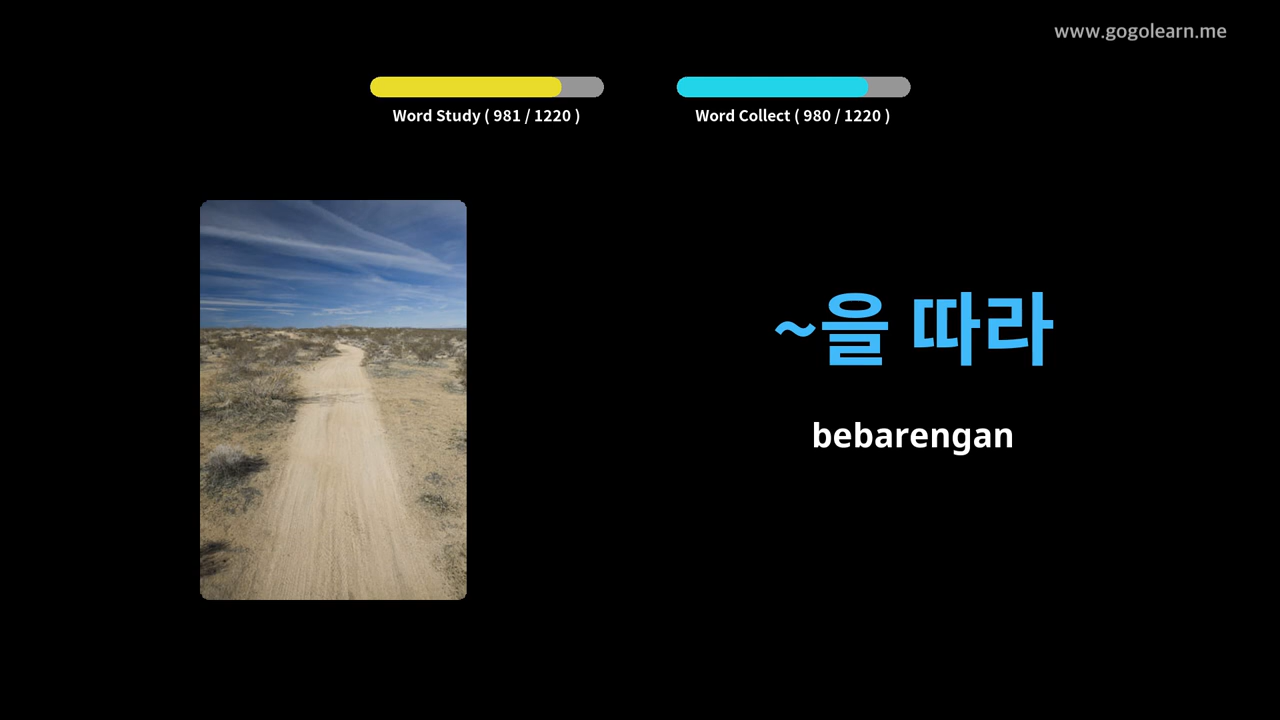 www.gogolearn.me
Word Study ( 981 / 1220 )
Word Collect ( 980 / 1220 )
~을 따라
bebarengan